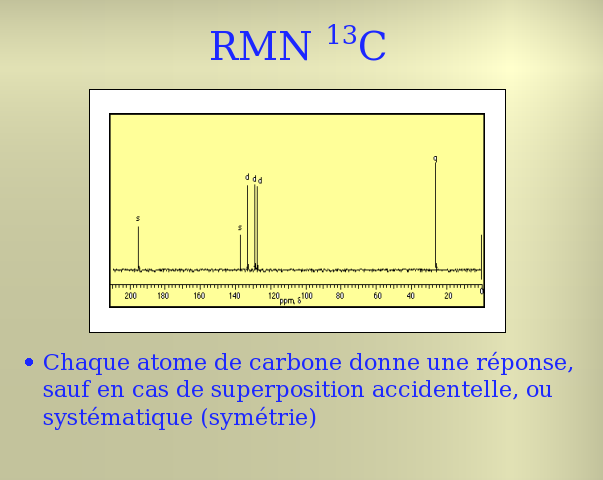 RMN ¹³C
q
d d d
s
s
200 180 160 140 120 100 80 60 40 20 0
ppm, δ
• Chaque atome de carbone donne une réponse,
sauf en cas de superposition accidentelle, ou
systématique (symétrie)